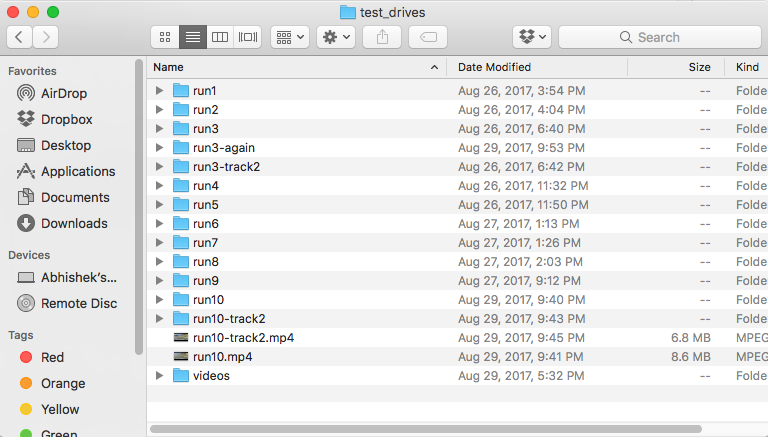 test_drives
Search
Favorites
AirDrop
Dropbox
Desktop
Applications
Documents
Downloads
Devices
Abhishek's...
Remote Disc
Tags
Red
Orange
Yellow
Green
Name Date Modified Size Kind
run1 Aug 26, 2017, 3:54 PM -- Folde
run2 Aug 26, 2017, 4:04 PM -- Folde
run3 Aug 26, 2017, 6:40 PM -- Folde
run3-again Aug 29, 2017, 9:53 PM -- Folde
run3-track2 Aug 26, 2017, 6:42 PM -- Folde
run4 Aug 26, 2017, 11:32 PM -- Folde
run5 Aug 26, 2017, 11:50 PM -- Folde
run6 Aug 27, 2017, 1:13 PM -- Folde
run7 Aug 27, 2017, 1:26 PM -- Folde
run8 Aug 27, 2017, 2:03 PM -- Folde
run9 Aug 27, 2017, 9:12 PM -- Folde
run10 Aug 29, 2017, 9:40 PM -- Folde
run10-track2 Aug 29, 2017, 9:43 PM -- Folde
run10-track2.mp4 Aug 29, 2017, 9:45 PM 6.8 MB MPEG
run10.mp4 Aug 29, 2017, 9:41 PM 8.6 MB MPEG
videos Aug 29, 2017, 5:32 PM -- Folde